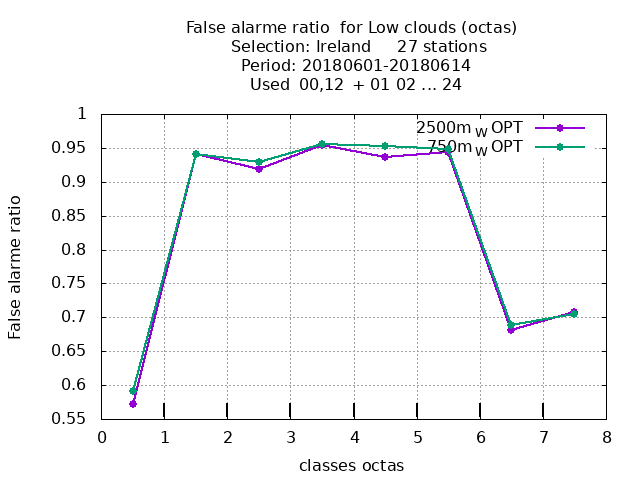 False alarme ratio for Low clouds (octas)
Selection: Ireland 27 stations
Period: 20180601-20180614
Used 00,12 + 01 02 ... 24
1
0.95
0.9
0.85
0.8
0.75
0.7
0.65
0.6
0.55
False alarme ratio
2500m W OPT
750m W OPT
0 1 2 3 4 5 6 7 8
classes octas